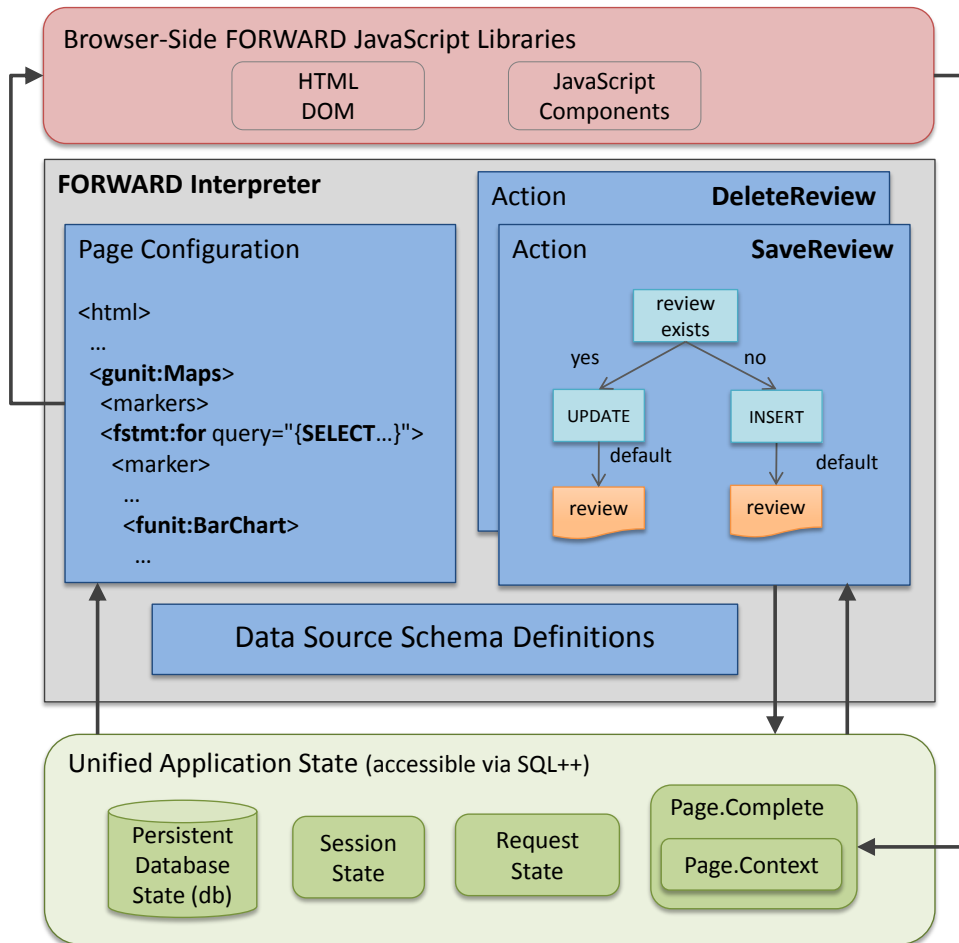 Browser-Side FORWARD JavaScript Libraries
HTML
DOM
JavaScript
Components
FORWARD Interpreter
Page Configuration
<html>
...
<gunit:Maps>
<markers>
<fstmt:for query="{SELECT...}">
<marker>
...
<funit:BarChart>
...
Action DeleteReview
Action SaveReview
review
exists
yes
no
UPDATE
INSERT
default
default
review
review
Data Source Schema Definitions
Unified Application State (accessible via SQL++)
Persistent
Database
State (db)
Session
State
Request
State
Page.Complete
Page.Context